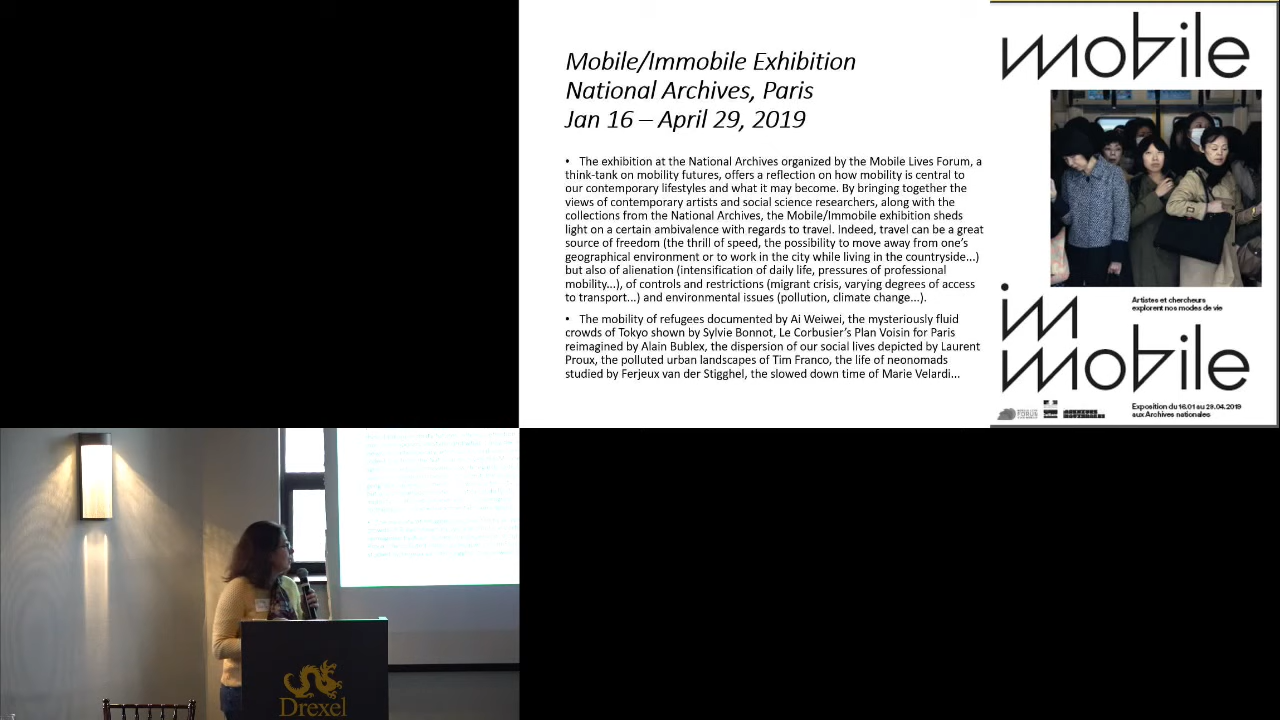 Mobile/Immobile Exhibition
National Archives, Paris
Jan 16 – April 29, 2019
• The exhibition at the National Archives organized by the Mobile Lives Forum, a
think-tank on mobility futures, offers a reflection on how mobility is central to
our contemporary lifestyles and what it may become. By bringing together the
views of contemporary artists and social science researchers, along with the
collections from the National Archives, the Mobile/Immobile exhibition sheds
light on a certain ambivalence with regards to travel. Indeed, travel can be a great
source of freedom (the thrill of speed, the possibility to move away from one's
geographical environment or to work in the city while living in the countryside...)
but also of alienation (intensification of daily life, pressures of professional
mobility...), of controls and restrictions (migrant crisis, varying degrees of access
to transport...) and environmental issues (pollution, climate change...).
• The mobility of refugees documented by Ai Weiwei, the mysteriously fluid
crowds of Tokyo shown by Sylvie Bonnot, Le Corbusier's Plan Voisin for Paris
reimagined by Alain Bublex, the dispersion of our social lives depicted by Laurent
Proux, the polluted urban landscapes of Tim Franco, the life of neonomads
studied by Ferjeux van der Stigghel, the slowed down time of Marie Velardi...
mobile
Artistes et chercheurs
explorent nos modes de vie
im
mobile
Exposition du 16.01 au 29.04.2019
aux Archives nationales
Drexel